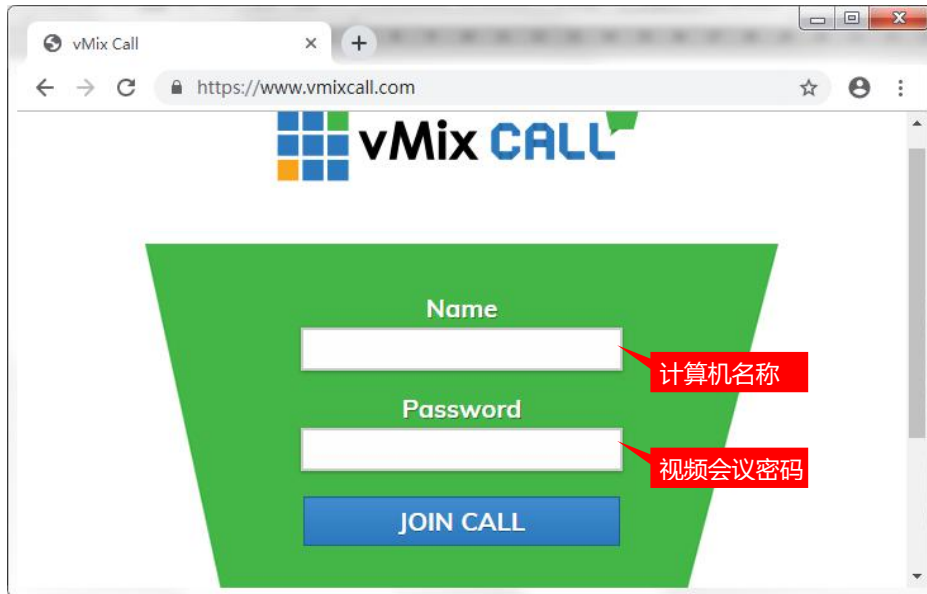 vMix Call
https://www.vmixcall.com
vMix CALL
Name
计算机名称
Password
视频会议密码
JOIN CALL